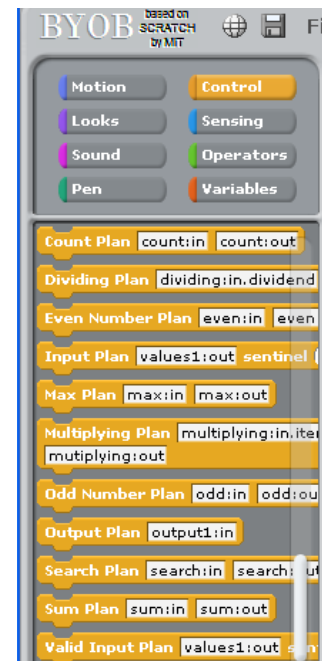 BYOB based on SCRATCH by MIT Fi
Motion Control
Looks Sensing
Sound Operators
Pen Variables
Count Plan count:in count:out
Dividing Plan dividing:in.dividend
Even Number Plan even:in even
Input Plan values1:out sentinel
Max Plan max:in max:out
Multiplying Plan multiplying:in.iter
mutiplying:out
Odd Number Plan odd:in odd:ou
Output Plan output1:in
Search Plan search:in search: ut
Sum Plan sum:in sum:out
Valid Input Plan values1:out